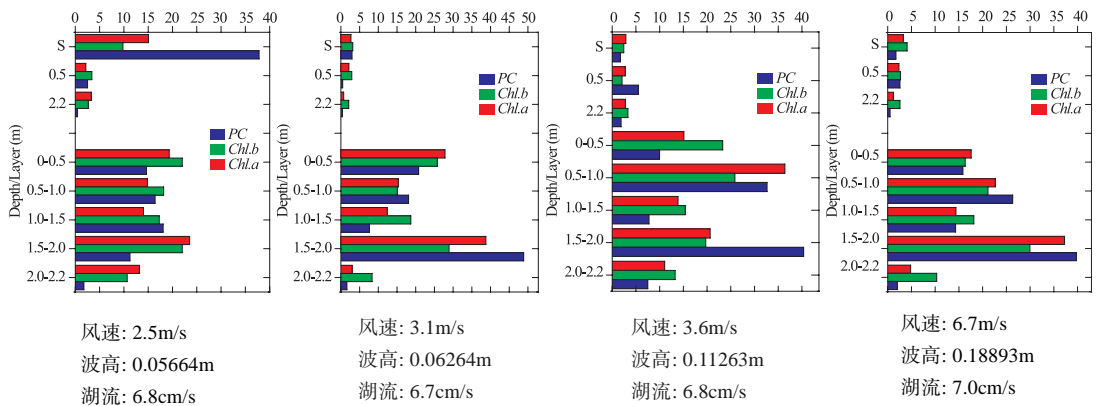 0 5 10 15 20 25 30 35 40
S
0.5
2.2
0-0.5
0.5-1.0
1.0-1.5
1.5-2.0
2.0-2.2
Depth/Layer (m)
PC
Chl.b
Chl.a
风速: 2.5m/s
波高: 0.05664m
湖流: 6.8cm/s
0 5 10 15 20 25 30 35 40 45 50
S
0.5
2.2
0-0.5
0.5-1.0
1.0-1.5
1.5-2.0
2.0-2.2
Depth/Layer (m)
PC
Chl.b
Chl.a
风速: 3.1m/s
波高: 0.06264m
湖流: 6.7cm/s
0 5 10 15 20 25 30 35 40
S
0.5
2.2
0-0.5
0.5-1.0
1.0-1.5
1.5-2.0
2.0-2.2
Depth/Layer (m)
PC
Chl.b
Chl.a
风速: 3.6m/s
波高: 0.11263m
湖流: 6.8cm/s
0 5 10 15 20 25 30 35 40
S
0.5
2.2
0-0.5
0.5-1.0
1.0-1.5
1.5-2.0
2.0-2.2
Depth/Layer (m)
PC
Chl.b
Chl.a
风速: 6.7m/s
波高: 0.18893m
湖流: 7.0cm/s